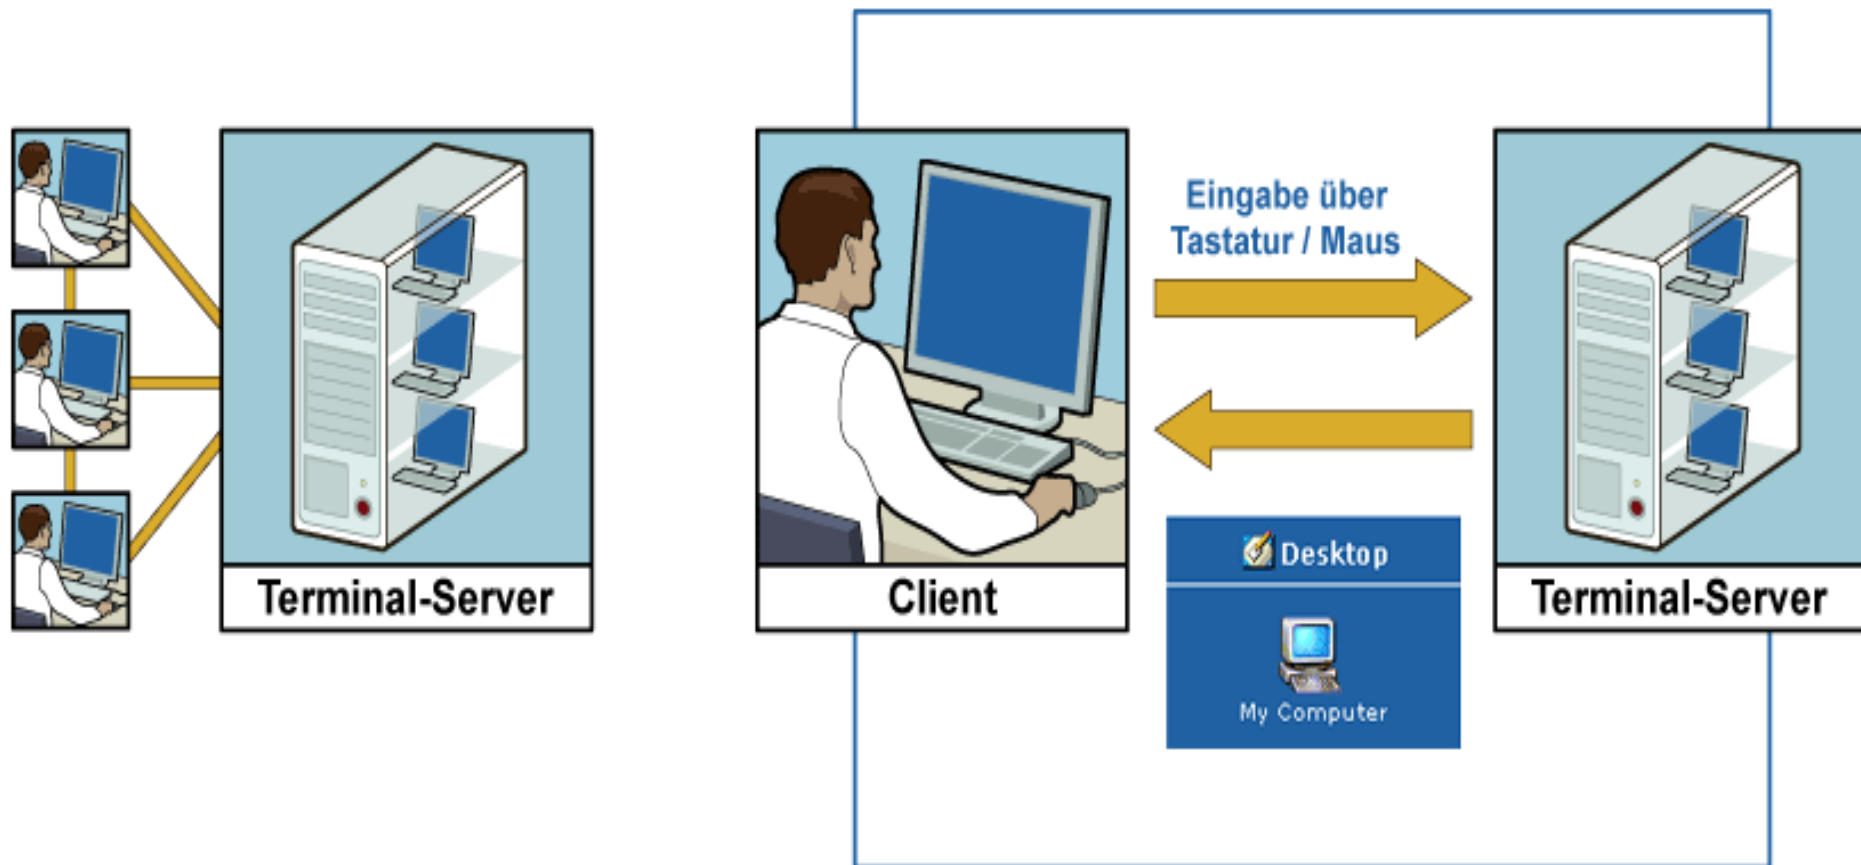 Terminal-Server
Client
Eingabe über
Tastatur / Maus
Desktop
My Computer
Terminal-Server